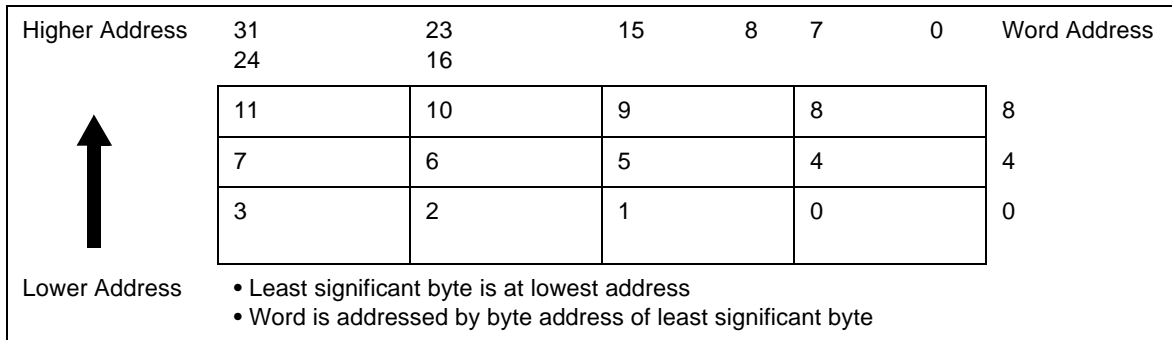 Higher Address 31 23 15 8 7 0 Word Address
24 16
11 10 9 8 8
7 6 5 4 4
3 2 1 0 0
Lower Address • Least significant byte is at lowest address
• Word is addressed by byte address of least significant byte